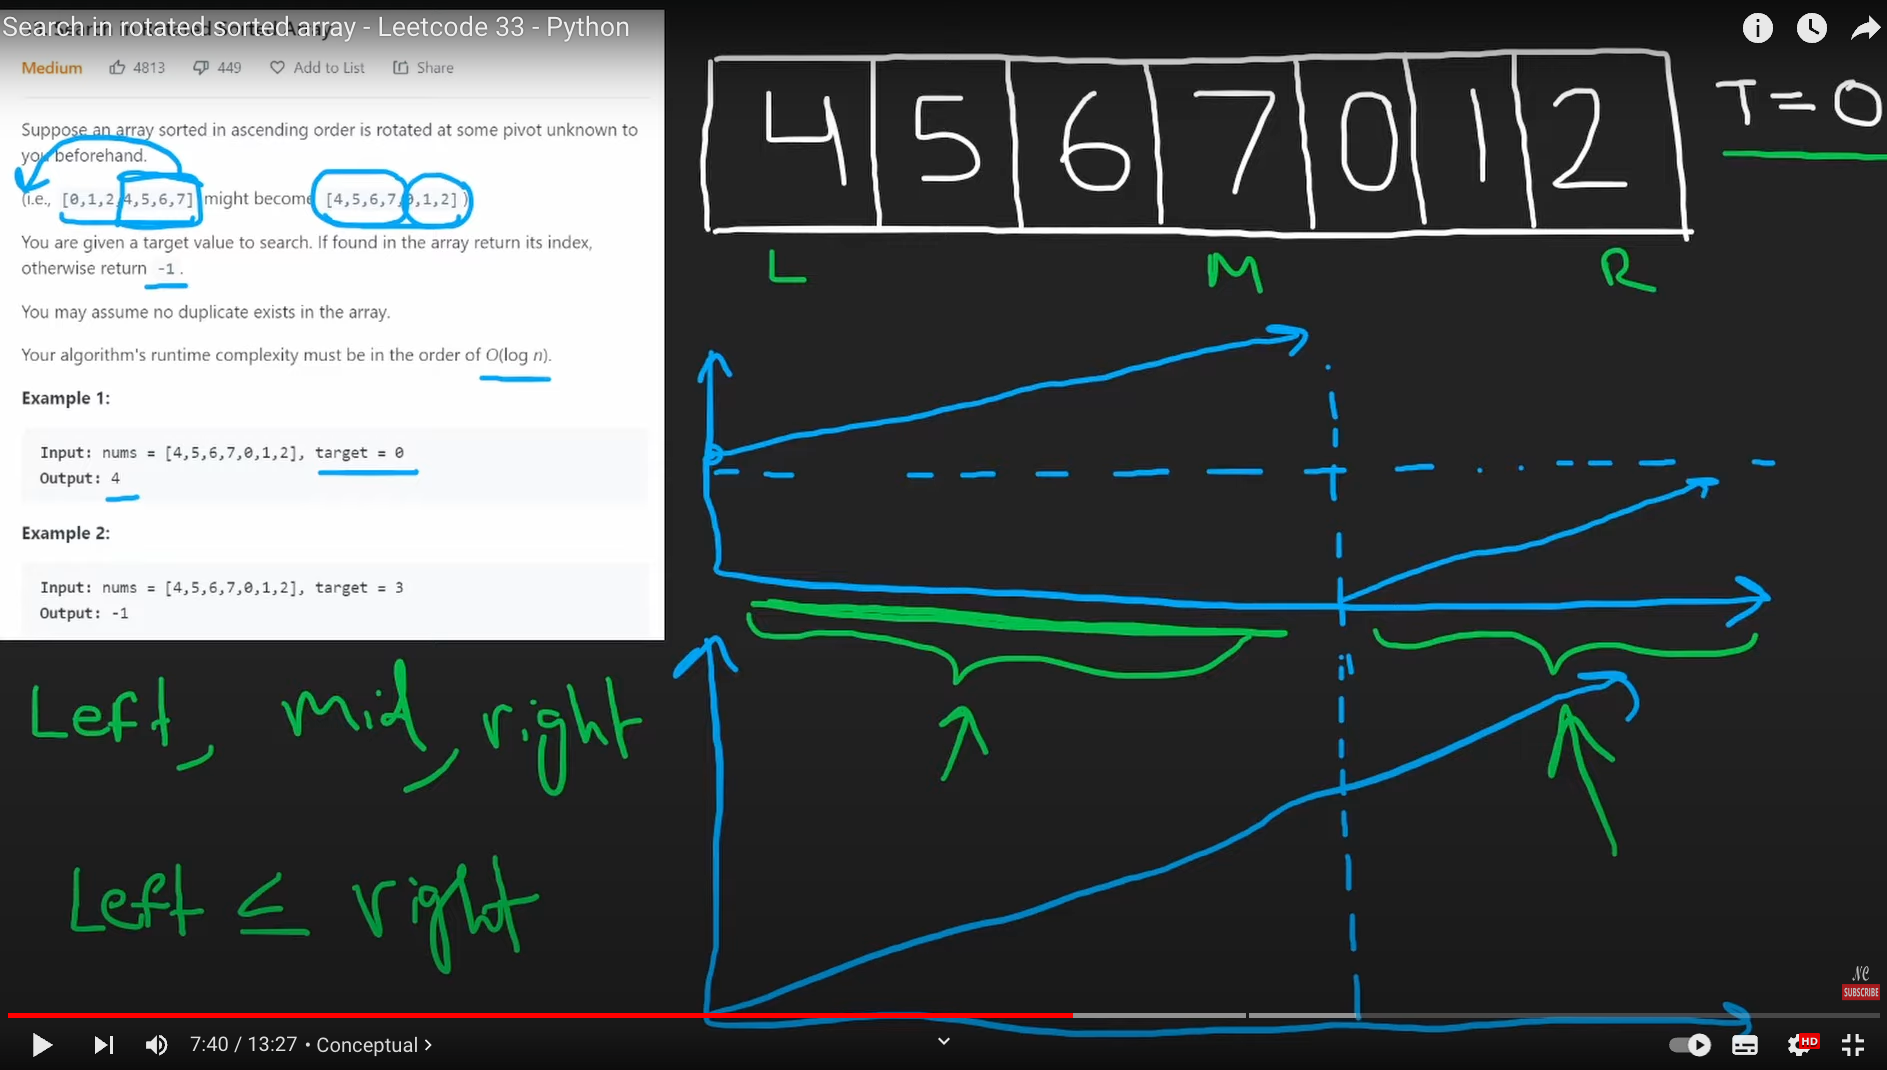 Search in rotated sorted array - Leetcode 33 - Python
Medium 4813 449 Add to List Share
Suppose an array sorted in ascending order is rotated at some pivot unknown to
you beforehand.
(i.e., [0,1,2,4,5,6,7] might become [4,5,6,7,0,1,2] )
You are given a target value to search. If found in the array return its index,
otherwise return -1 .
You may assume no duplicate exists in the array.
Your algorithm's runtime complexity must be in the order of O(log n).
Example 1:
Input: nums = [4,5,6,7,0,1,2], target = 0
Output: 4
Example 2:
Input: nums = [4,5,6,7,0,1,2], target = 3
Output: -1
4 5 6 7 0 1 2
T = 0
L M R
Left, mid, right
Left ≤ right
NC
SUBSCRIBE
7:40 / 13:27 • Conceptual >
HD